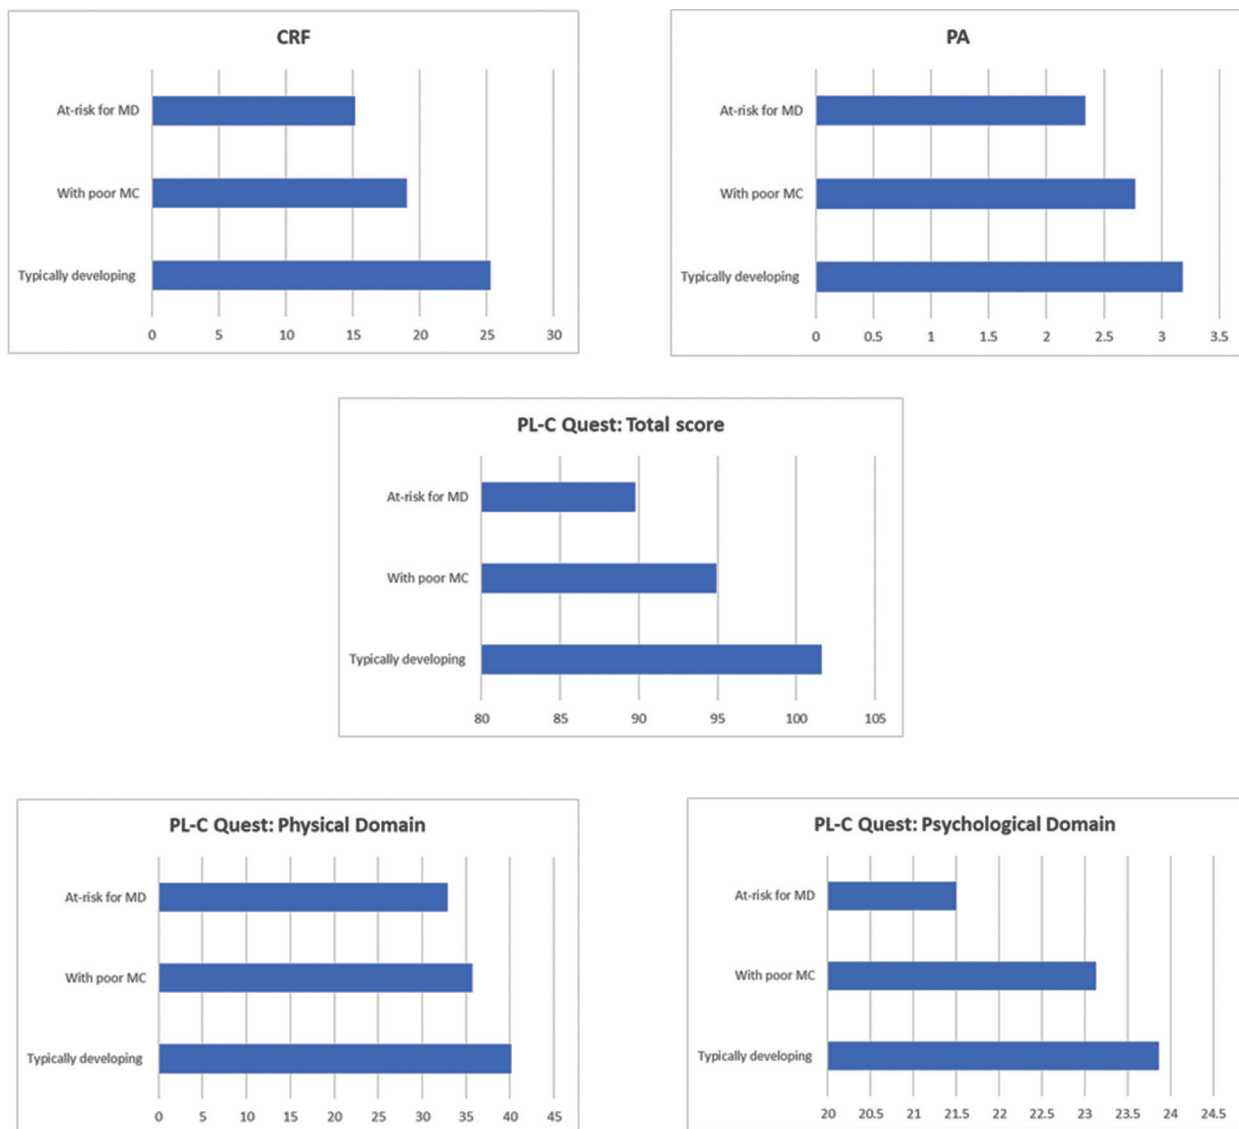 CRF
At-risk for MD
With poor MC
Typically developing
0 5 10 15 20 25 30
PA
At-risk for MD
With poor MC
Typically developing
0 0.5 1 1.5 2 2.5 3 3.5
PL-C Quest: Total score
At-risk for MD
With poor MC
Typically developing
80 85 90 95 100 105
PL-C Quest: Physical Domain
At-risk for MD
With poor MC
Typically developing
0 5 10 15 20 25 30 35 40 45
PL-C Quest: Psychological Domain
At-risk for MD
With poor MC
Typically developing
20 20.5 21 21.5 22 22.5 23 23.5 24 24.5